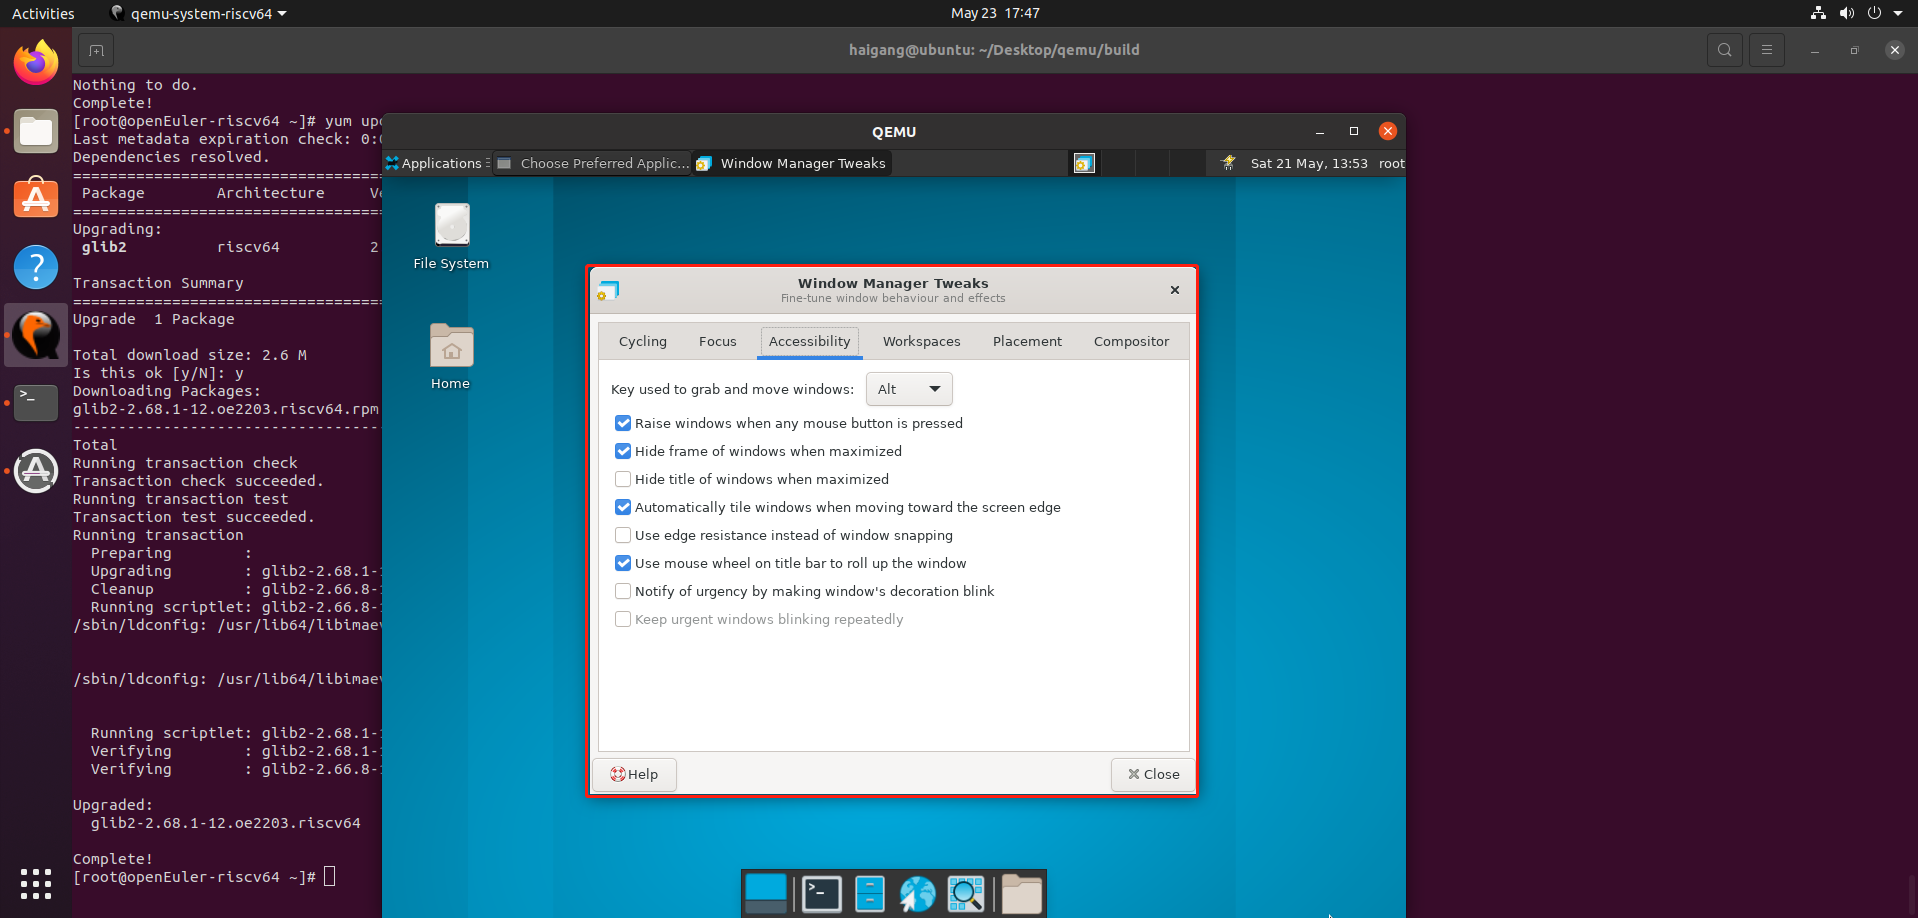 Activities
qemu-system-riscv64
May 23 17:47
haigang@ubuntu: ~/Desktop/qemu/build
Nothing to do.
Complete!
[root@openEuler-riscv64 ~]# yum
Last metadata expiration check:
Dependencies resolved.
================================
Package Architecture
================================
Upgrading:
glib2 riscv64 2
Transaction Summary
================================
Upgrade 1 Package
Total download size: 2.6 M
Is this ok [y/N]: y
Downloading Packages:
glib2-2.68.1-12.oe2203.riscv64.rpm
--------------------------------
Total
Running transaction check
Transaction check succeeded.
Running transaction test
Transaction test succeeded.
Running transaction
Preparing :
Upgrading : glib2-2.68.1-
Cleanup : glib2-2.66.8-
Running scriptlet: glib2-2.66.8-
/sbin/ldconfig: /usr/lib64/libimaev
/sbin/ldconfig: /usr/lib64/libimaev
Running scriptlet: glib2-2.68.1-
Verifying : glib2-2.68.1-
Verifying : glib2-2.66.8-
Upgraded:
glib2-2.68.1-12.oe2203.riscv64
Complete!
[root@openEuler-riscv64 ~]#
QEMU
Applications
Choose Preferred Applic...
Window Manager Tweaks
Sat 21 May, 13:53
root
File System
Home
Window Manager Tweaks
Fine-tune window behaviour and effects
Cycling
Focus
Accessibility
Workspaces
Placement
Compositor
Key used to grab and move windows: Alt
Raise windows when any mouse button is pressed
Hide frame of windows when maximized
Hide title of windows when maximized
Automatically tile windows when moving toward the screen edge
Use edge resistance instead of window snapping
Use mouse wheel on title bar to roll up the window
Notify of urgency by making window's decoration blink
Keep urgent windows blinking repeatedly
Help
Close